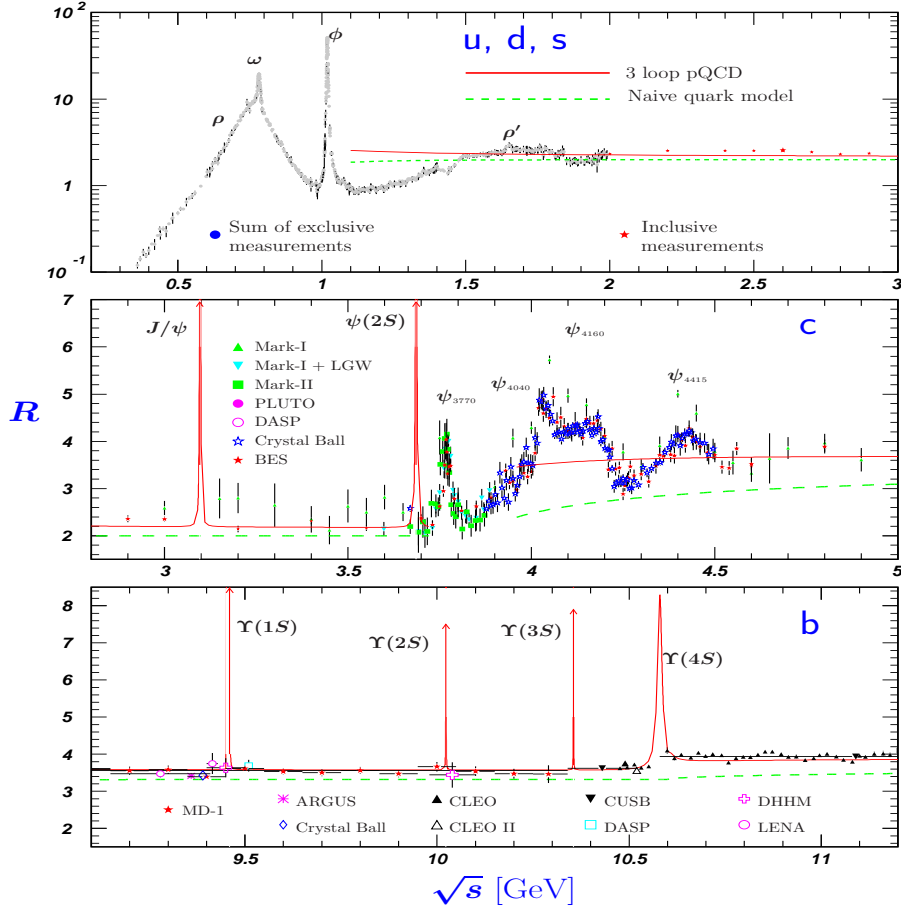 u, d, s
ϕ
ω
ρ
ρ′
3 loop pQCD
Naive quark model
Sum of exclusive
measurements
Inclusive
measurements
10²
10
1
10⁻¹
0.5 1 1.5 2 2.5 3
R
J/ψ
ψ(2S)
c
Mark-I
Mark-I + LGW
Mark-II
PLUTO
DASP
Crystal Ball
BES
ψ₃₇₇₀
ψ₄₀₄₀
ψ₄₁₆₀
ψ₄₄₁₅
7
6
5
4
3
2
3 3.5 4 4.5 5
Υ(1S)
Υ(2S)
Υ(3S)
Υ(4S)
b
8
7
6
5
4
3
2
MD-1
ARGUS
CLEO
CUSB
DHHM
Crystal Ball
CLEO II
DASP
LENA
9.5 10 10.5 11
√s [GeV]